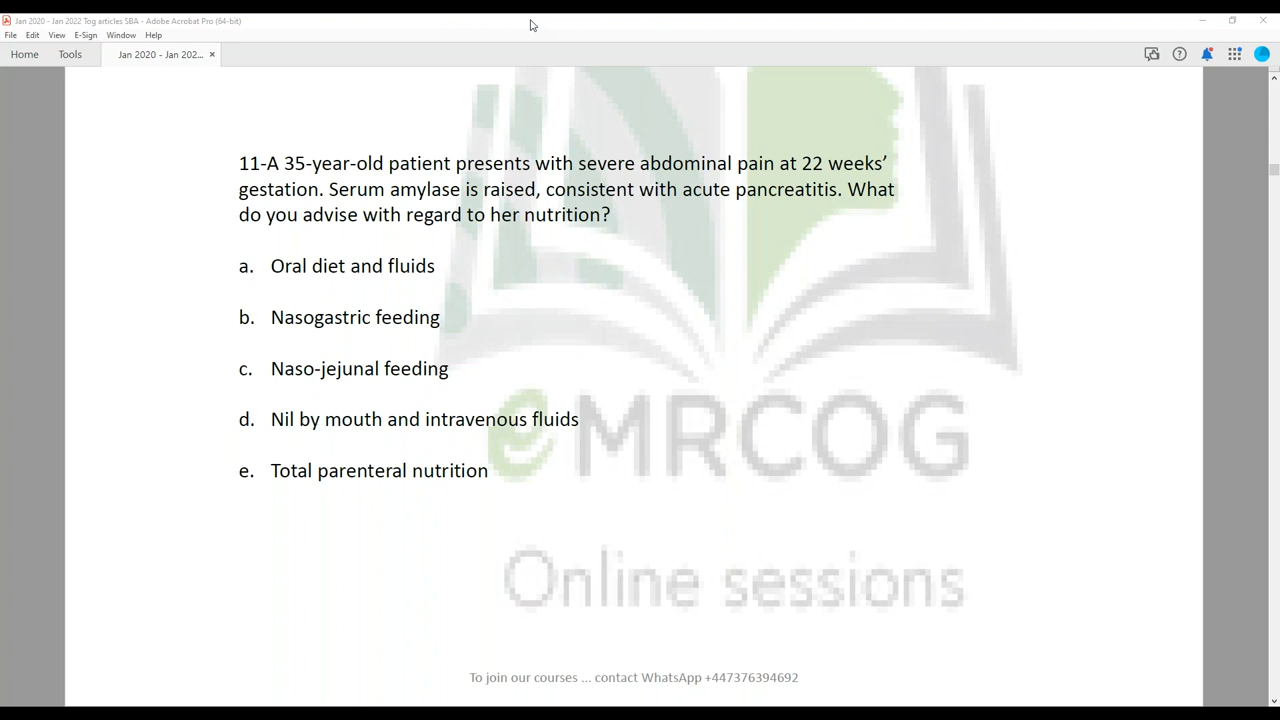 Jan 2020 - Jan 2022 Tog articles SBA - Adobe Acrobat Pro (64-bit)
File Edit View E-Sign Window Help
Home Tools Jan 2020 - Jan 202... ×
11-A 35-year-old patient presents with severe abdominal pain at 22 weeks’
gestation. Serum amylase is raised, consistent with acute pancreatitis. What
do you advise with regard to her nutrition?
a. Oral diet and fluids
b. Nasogastric feeding
c. Naso-jejunal feeding
d. Nil by mouth and intravenous fluids
e. Total parenteral nutrition
eMRCOG
Online sessions
To join our courses ... contact WhatsApp +447376394692